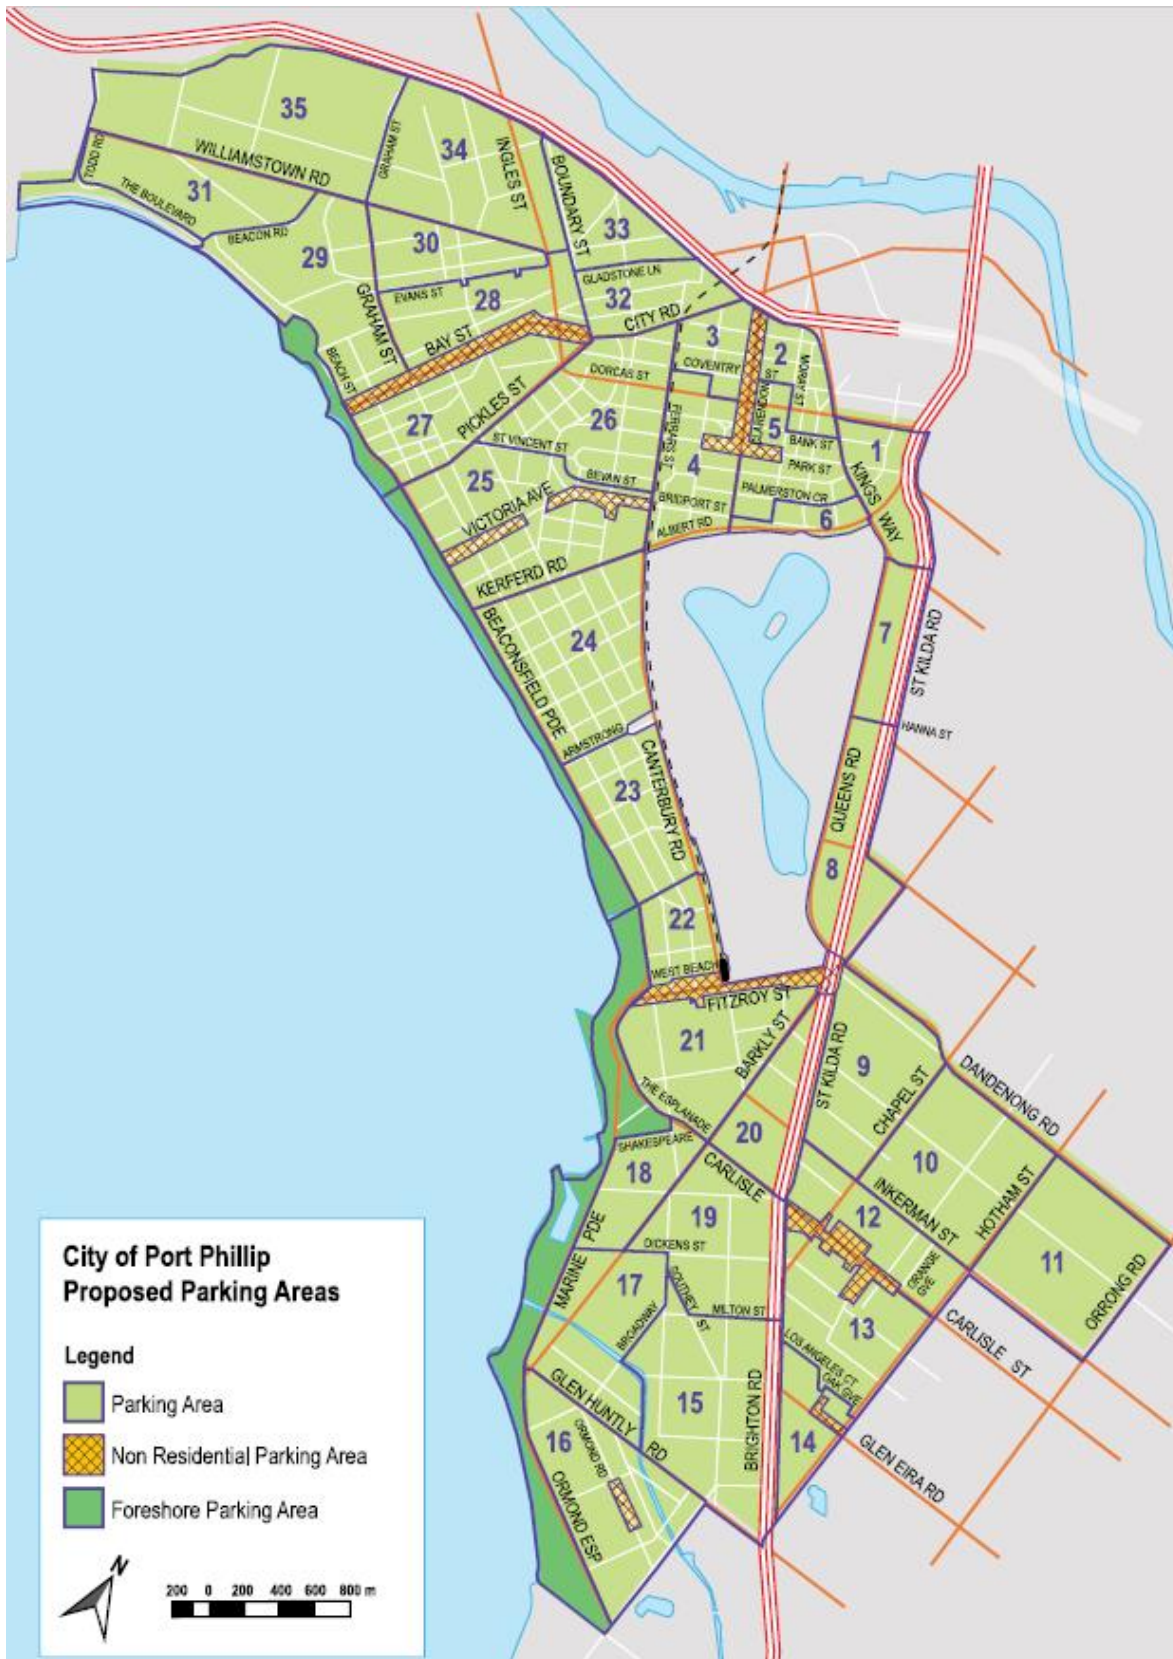 35
GRAHAM ST
34
INGLES ST
WILLIAMSTOWN RD
TODD RD
31
THE BOULEVARD
BEACON RD
29
30
BOUNDARY ST
33
GLADSTONE LN
32
CITY RD
EVANS ST
28
GRAHAM ST
BAY ST
BEACH ST
27
PICKLES ST
DORCAS ST
3
COVENTRY
ST
2
MORAY ST
CLARENDON
5
BANK ST
1
PARK ST
26
FERRARS ST
4
ST VINCENT ST
BEVAN ST
25
VICTORIA AVE
BRIDPORT ST
PALMERSTON CR
6
KINGS WAY
ALBERT RD
KERFERD RD
24
BEACONSFIELD PDE
7
ST KILDA RD
HANNA ST
ARMSTRONG
23
CANTERBURY RD
QUEENS RD
8
22
WEST BEACH
FITZROY ST
21
BARKLY ST
ST KILDA RD
9
CHAPEL ST
DANDENONG RD
THE ESPLANADE
20
SHAKESPEARE
18
CARLISLE
10
INKERMAN ST
HOTHAM ST
11
ORRONG RD
12
ORANGE GVE
19
DICKENS ST
MARINE PDE
17
BROADWAY
SOUTHEY ST
MILTON ST
13
CARLISLE ST
LOS ANGELES CT
OAK GVE
GLEN HUNTLY RD
15
BRIGHTON RD
14
GLEN EIRA RD
16
ORMOND RD
ORMOND ESP
City of Port Phillip
Proposed Parking Areas
Legend
Parking Area
Non Residential Parking Area
Foreshore Parking Area
N
200 0 200 400 600 800 m